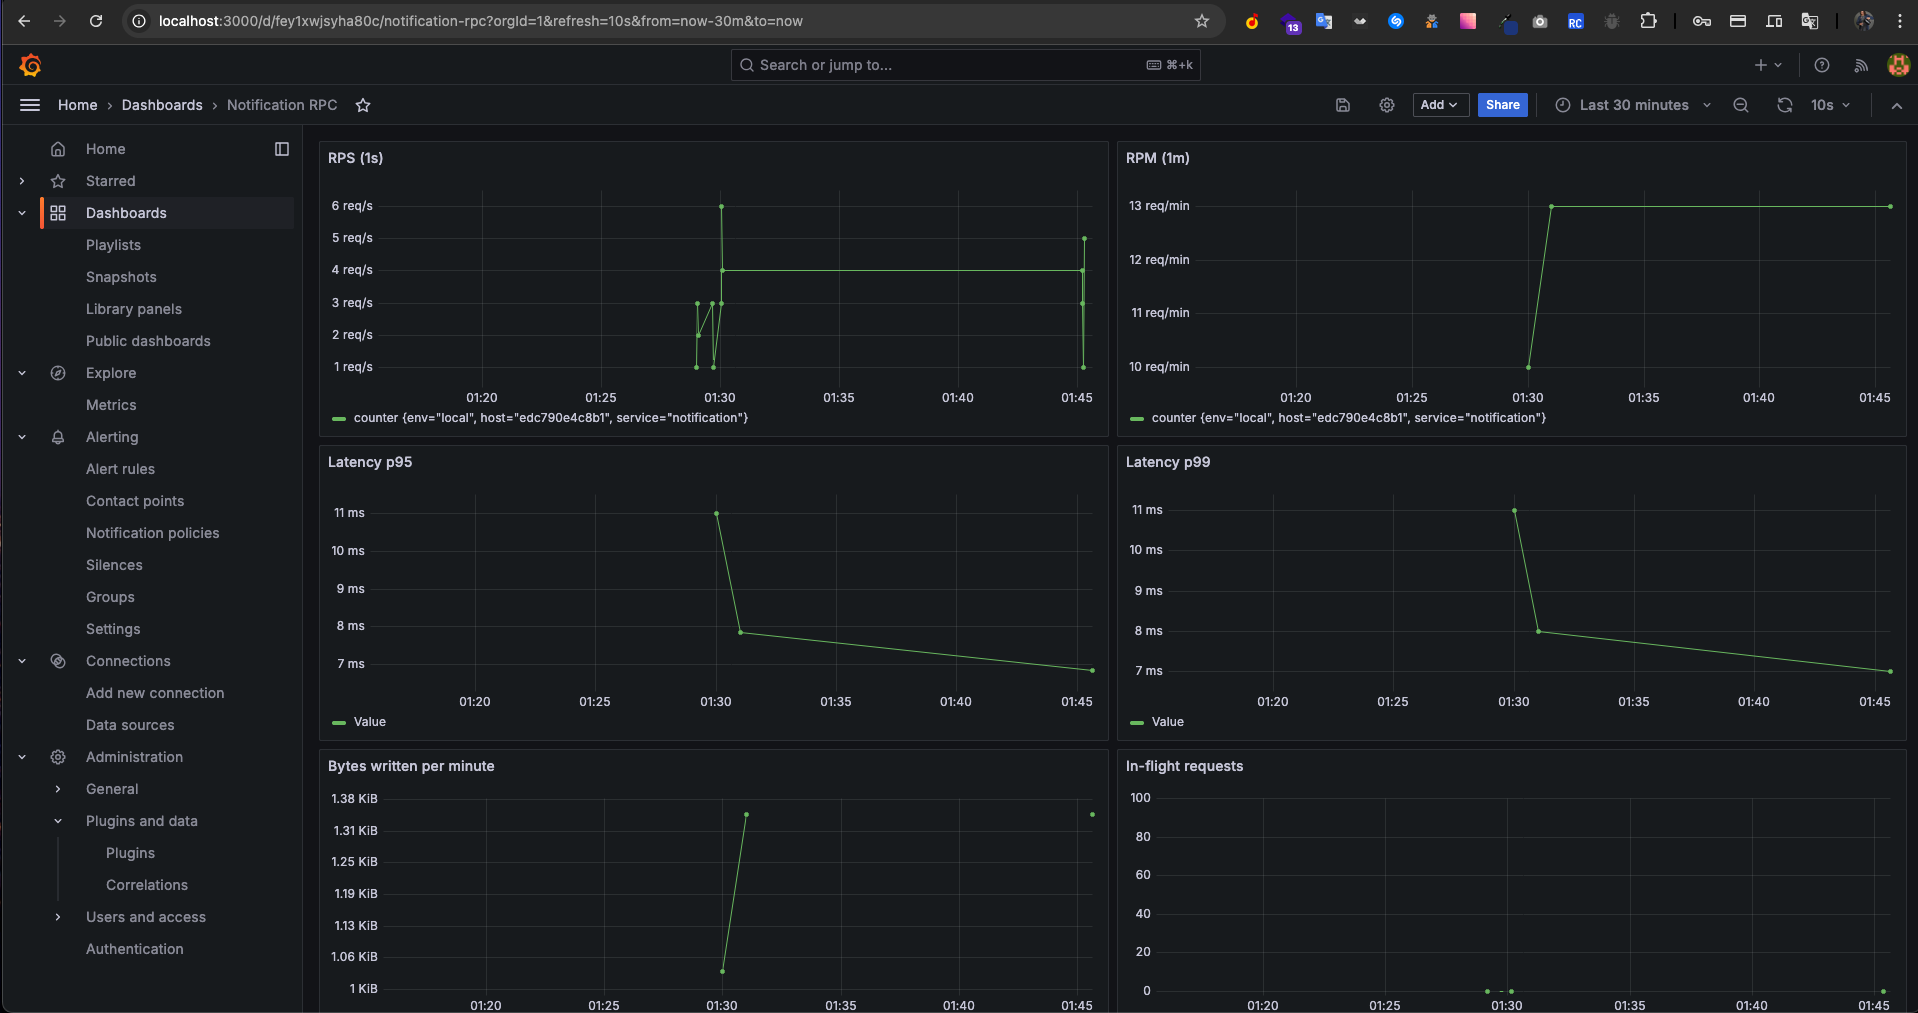 localhost:3000/d/fey1xwjsyha80c/notification-rpc?orgId=1&refresh=10s&from=now-30m&to=now
13
RC
Search or jump to...
⌘+k
Home › Dashboards › Notification RPC
Add
Share
Last 30 minutes
10s
Home
Starred
Dashboards
Playlists
Snapshots
Library panels
Public dashboards
Explore
Metrics
Alerting
Alert rules
Contact points
Notification policies
Silences
Groups
Settings
Connections
Add new connection
Data sources
Administration
General
Plugins and data
Plugins
Correlations
Users and access
Authentication
RPS (1s)
6 req/s
5 req/s
4 req/s
3 req/s
2 req/s
1 req/s
01:20 01:25 01:30 01:35 01:40 01:45
counter {env="local", host="edc790e4c8b1", service="notification"}
RPM (1m)
13 req/min
12 req/min
11 req/min
10 req/min
01:20 01:25 01:30 01:35 01:40 01:45
counter {env="local", host="edc790e4c8b1", service="notification"}
Latency p95
11 ms
10 ms
9 ms
8 ms
7 ms
01:20 01:25 01:30 01:35 01:40 01:45
Value
Latency p99
11 ms
10 ms
9 ms
8 ms
7 ms
01:20 01:25 01:30 01:35 01:40 01:45
Value
Bytes written per minute
1.38 KiB
1.31 KiB
1.25 KiB
1.19 KiB
1.13 KiB
1.06 KiB
1 KiB
01:20 01:25 01:30 01:35 01:40 01:45
In-flight requests
100
80
60
40
20
0
01:20 01:25 01:30 01:35 01:40 01:45